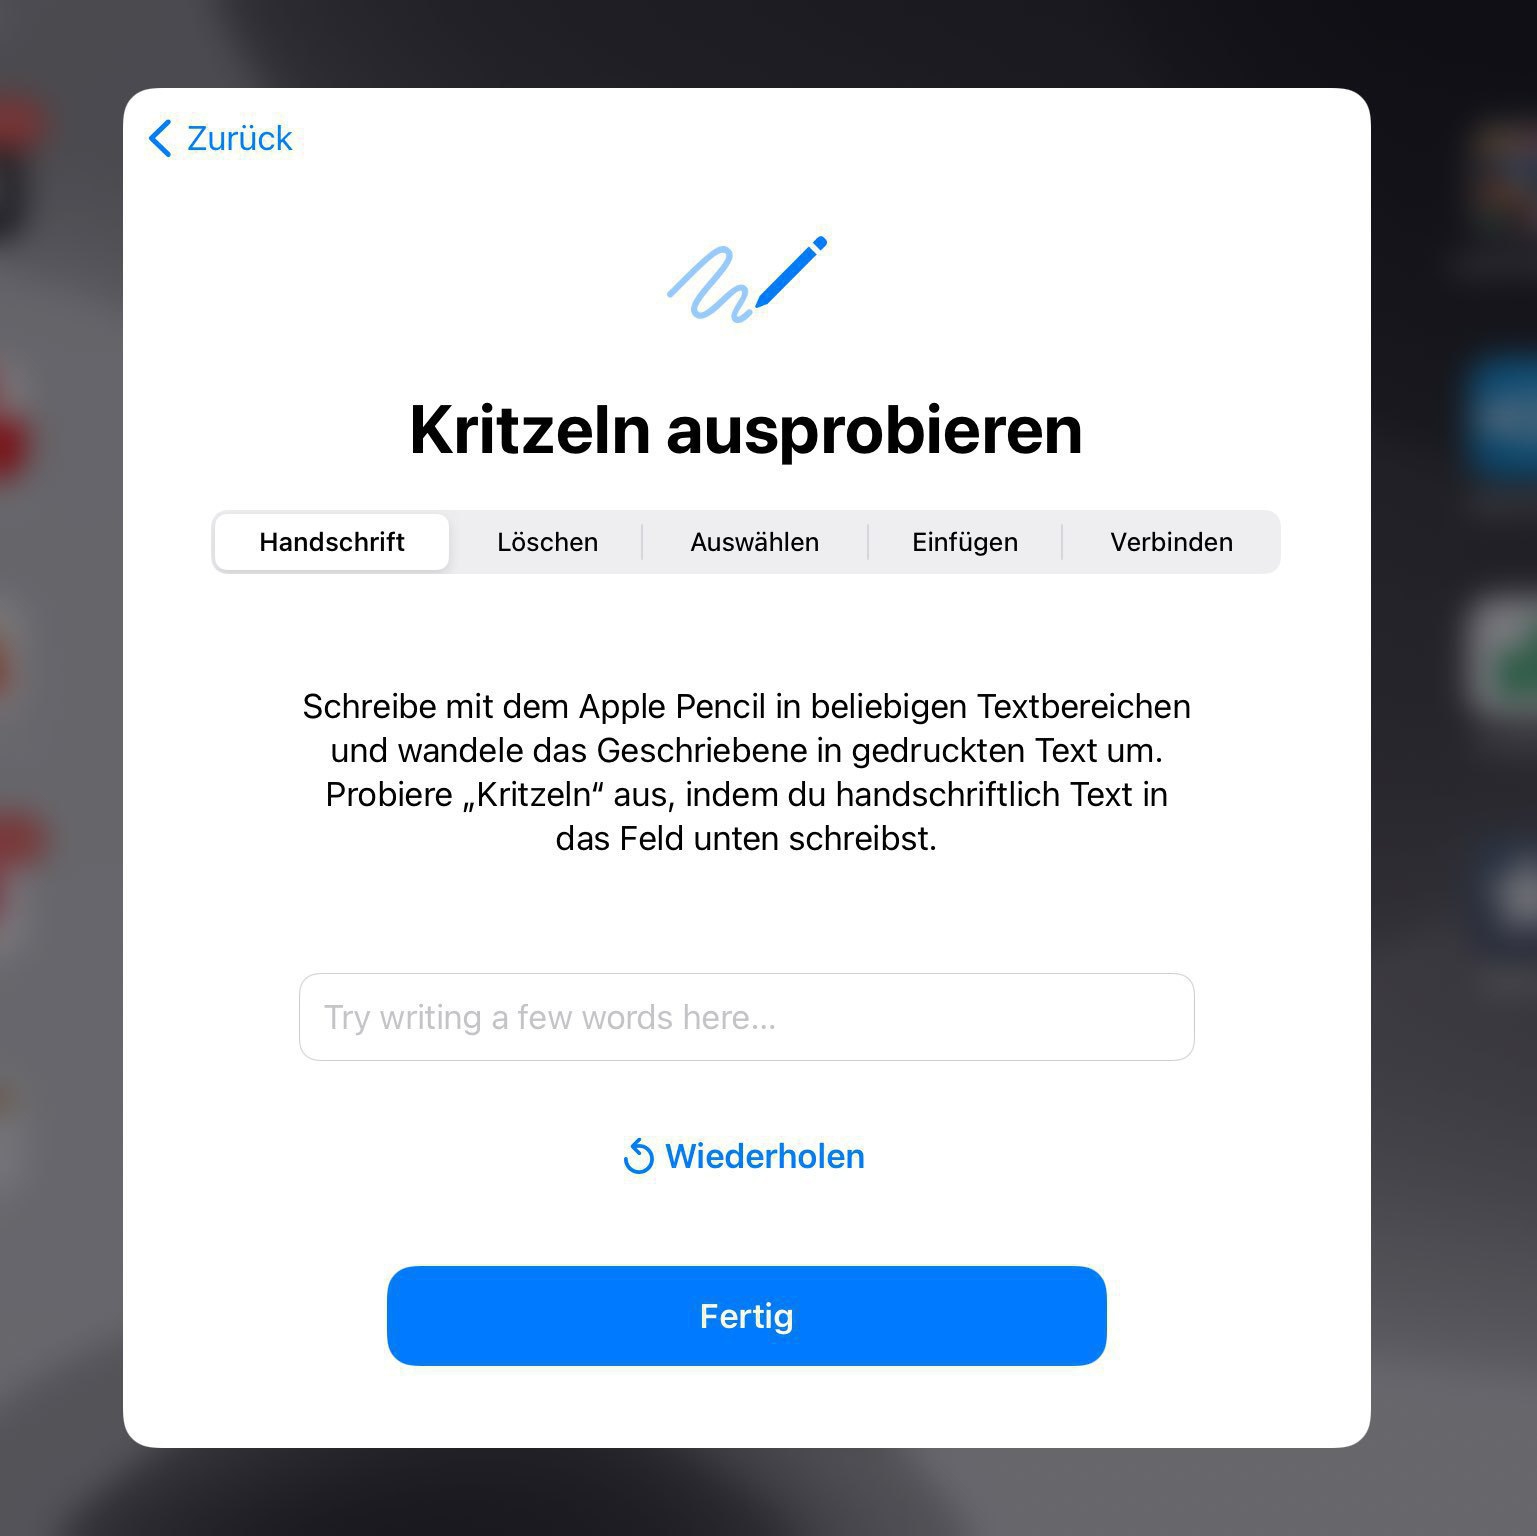 Zurück
Kritzeln ausprobieren
Handschrift Löschen Auswählen Einfügen Verbinden
Schreibe mit dem Apple Pencil in beliebigen Textbereichen
und wandele das Geschriebene in gedruckten Text um.
Probiere „Kritzeln“ aus, indem du handschriftlich Text in
das Feld unten schreibst.
Try writing a few words here...
Wiederholen
Fertig